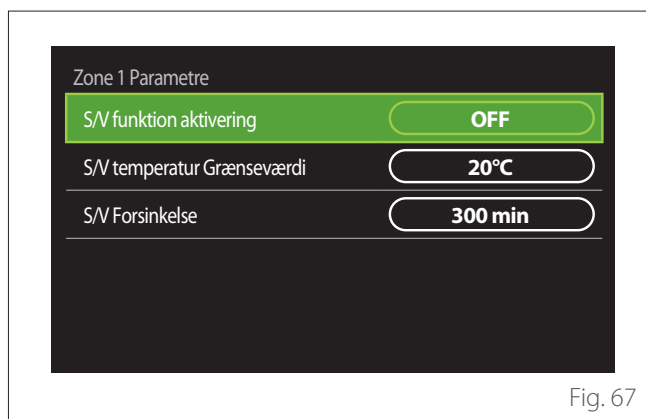 Zone 1 Parametre
S/V funktion aktivering OFF
S/V temperatur Grænseværdi 20°C
S/V Forsinkelse 300 min
Fig. 67